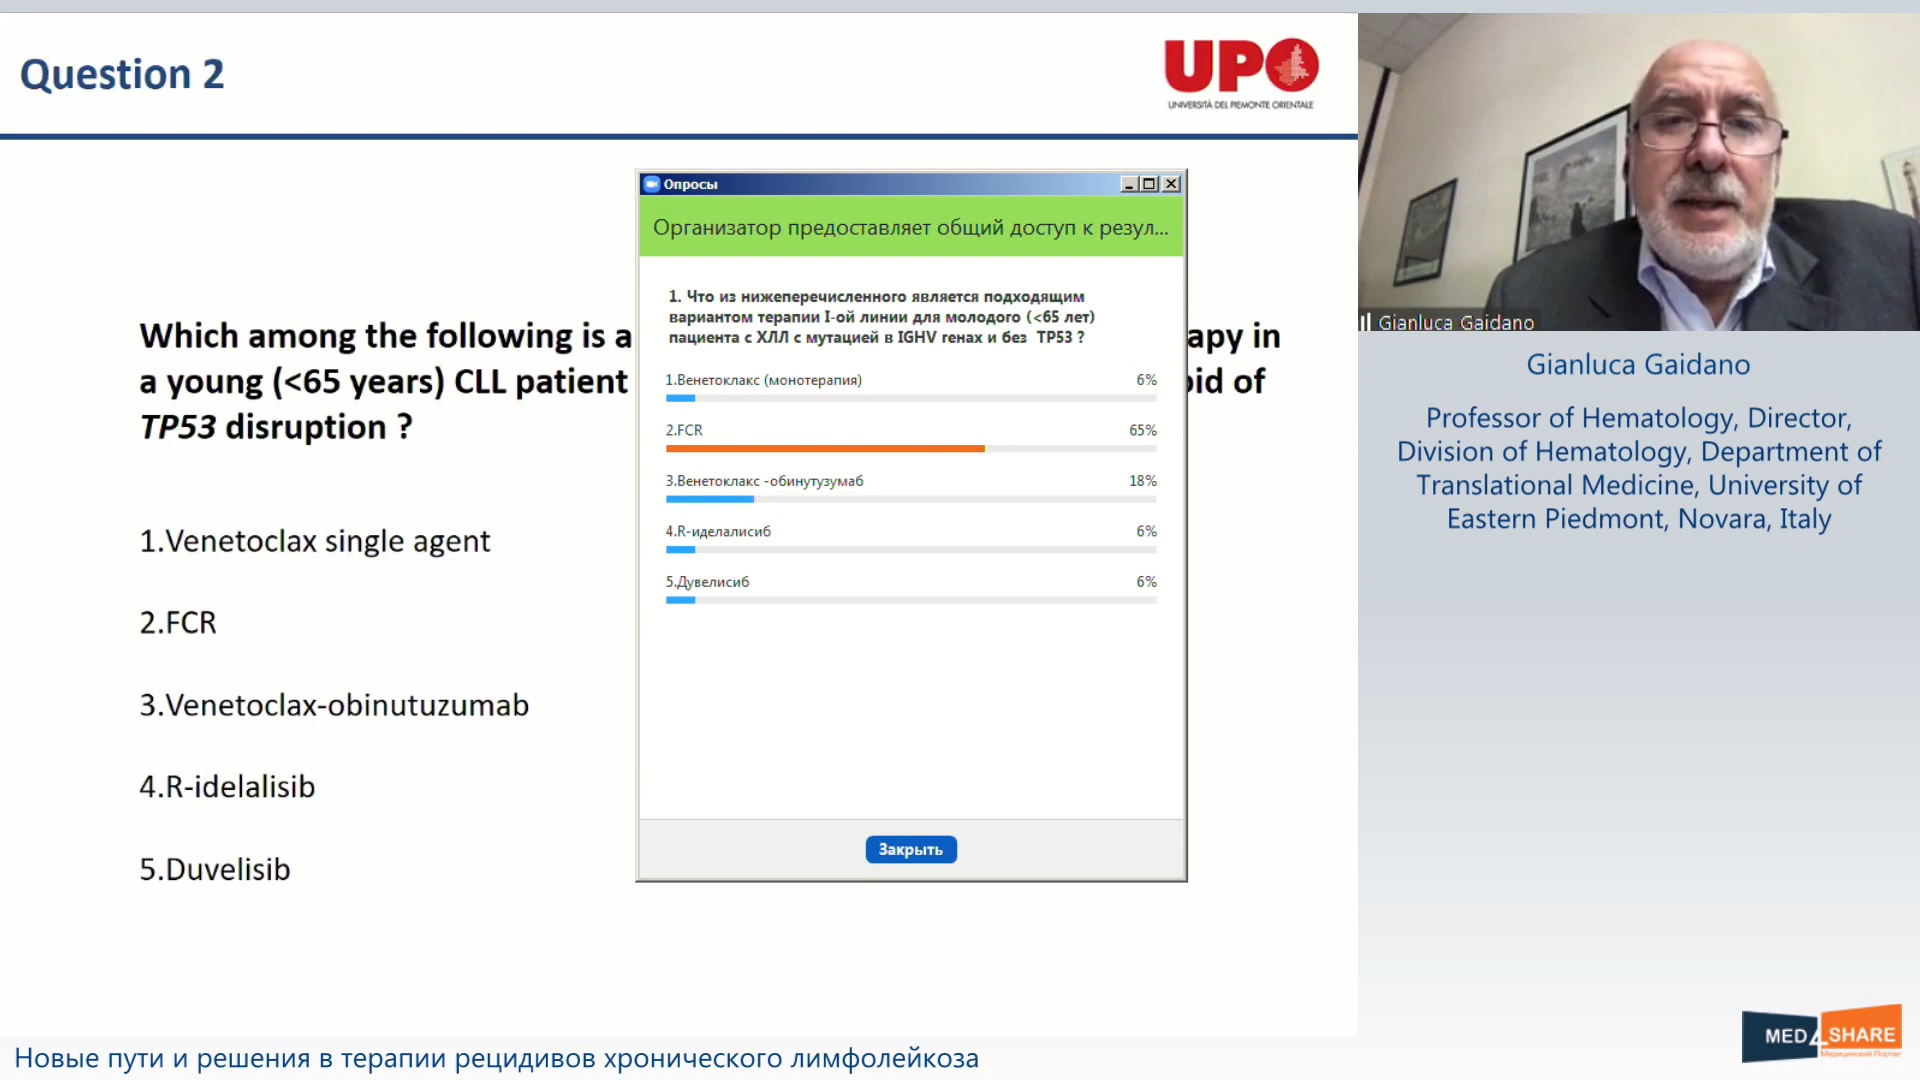 Question 2
UPO
UNIVERSITÀ DEL PIEMONTE ORIENTALE
Which among the following is a
apy in
a young (<65 years) CLL patient
oid of
TP53 disruption ?
1.Venetoclax single agent
2.FCR
3.Venetoclax-obinutuzumab
4.R-idelalisib
5.Duvelisib
Опросы
Организатор предоставляет общий доступ к резул...
1. Что из нижеперечисленного является подходящим
вариантом терапии I-ой линии для молодого (<65 лет)
пациента с ХЛЛ с мутацией в IGHV генах и без TP53 ?
1.Венетоклакс (монотерапия) 6%
2.FCR 65%
3.Венетоклакс -обинутузумаб 18%
4.R-иделалисиб 6%
5.Дувелисиб 6%
Закрыть
Gianluca Gaidano
Gianluca Gaidano
Professor of Hematology, Director,
Division of Hematology, Department of
Translational Medicine, University of
Eastern Piedmont, Novara, Italy
MED4SHARE
Медицинский Портал
Новые пути и решения в терапии рецидивов хронического лимфолейкоза